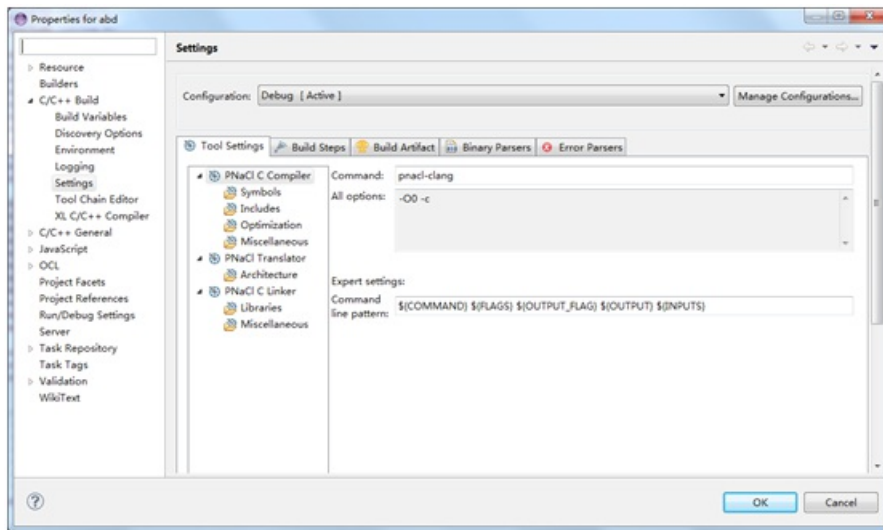 Properties for abd
Settings
Resource
Builders
C/C++ Build
Build Variables
Discovery Options
Environment
Logging
Settings
Tool Chain Editor
XL C/C++ Compiler
C/C++ General
JavaScript
OCL
Project Facets
Project References
Run/Debug Settings
Server
Task Repository
Task Tags
Validation
WikiText
Configuration: Debug [ Active ] Manage Configurations...
Tool Settings Build Steps Build Artifact Binary Parsers Error Parsers
PNaCl C Compiler
Symbols
Includes
Optimization
Miscellaneous
PNaCl Translator
Architecture
PNaCl C Linker
Libraries
Miscellaneous
Command: pnacl-clang
All options: -O0 -c
Expert settings:
Command
line pattern: ${COMMAND} ${FLAGS} ${OUTPUT_FLAG} ${OUTPUT} ${INPUTS}
OK Cancel